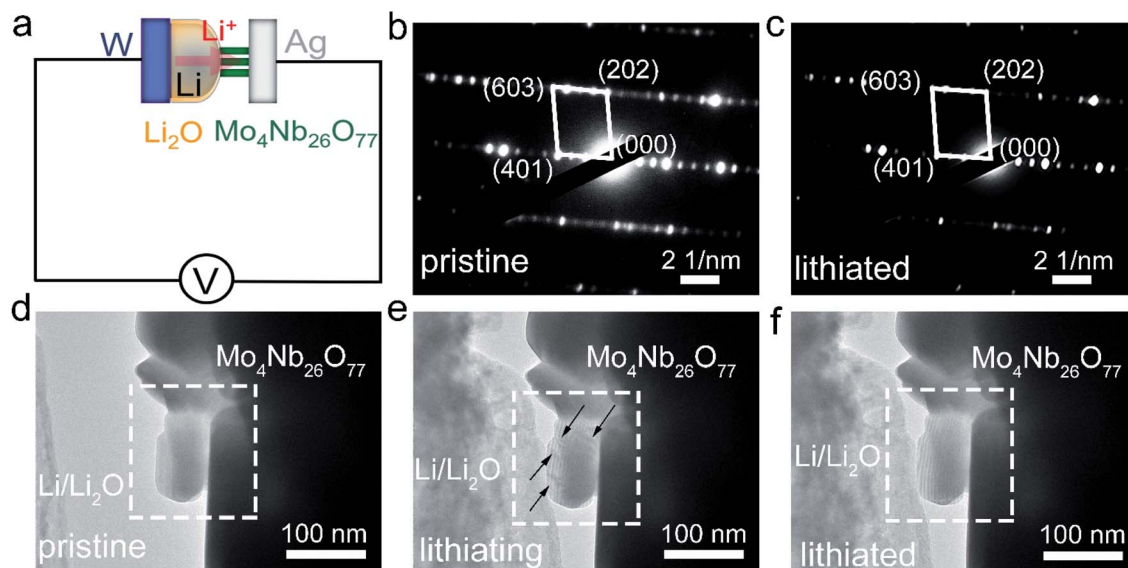 a
W
Li⁺
Ag
Li
Li₂O
Mo₄Nb₂₆O₇₇
V
b
(603)
(202)
(401)
(000)
pristine
2 1/nm
c
(603)
(202)
(401)
(000)
lithiated
2 1/nm
d
Mo₄Nb₂₆O₇₇
Li/Li₂O
pristine
100 nm
e
Mo₄Nb₂₆O₇₇
Li/Li₂O
lithiating
100 nm
f
Mo₄Nb₂₆O₇₇
Li/Li₂O
lithiated
100 nm